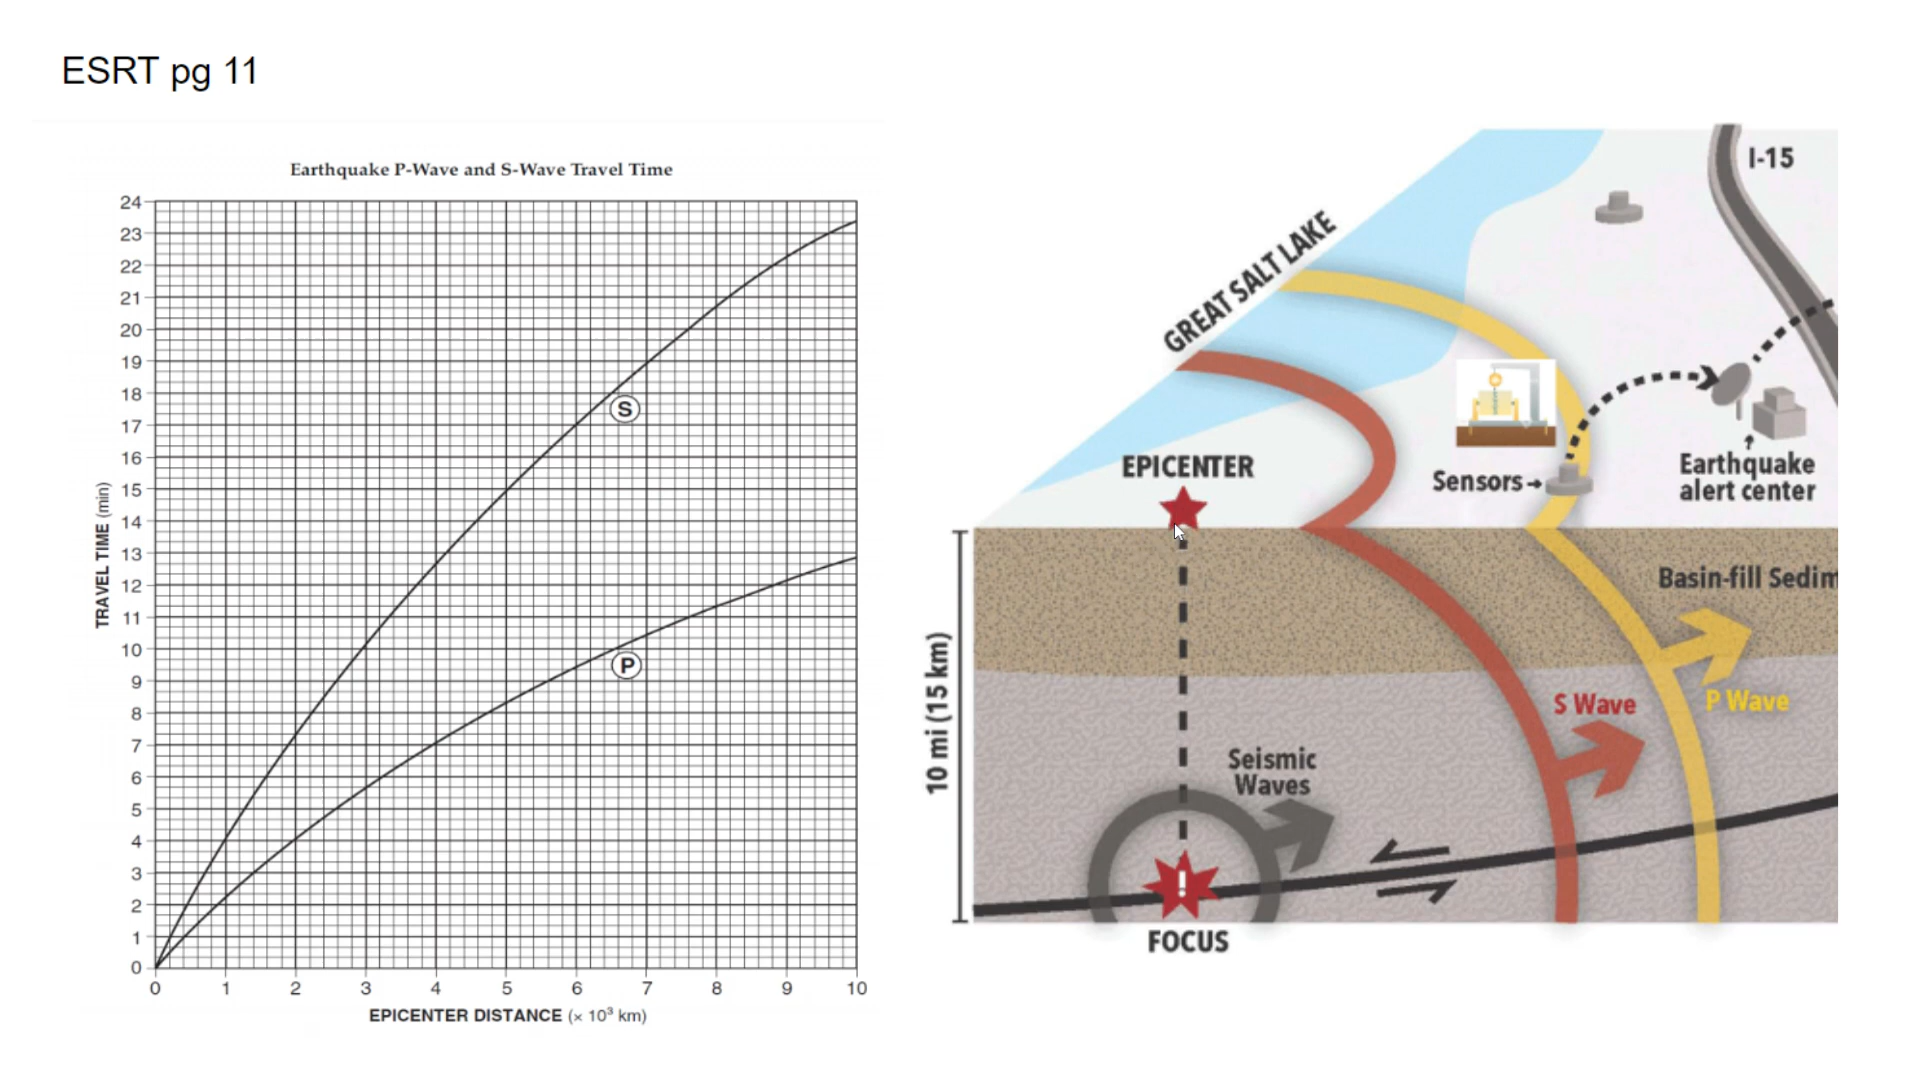 ESRT pg 11
Earthquake P-Wave and S-Wave Travel Time
24
23
22
21
20
19
18
17
16
15
14
13
12
11
10
9
8
7
6
5
4
3
2
1
0
TRAVEL TIME (min)
S
P
0 1 2 3 4 5 6 7 8 9 10
EPICENTER DISTANCE (× 10³ km)
I-15
GREAT SALT LAKE
EPICENTER
Sensors
Earthquake
alert center
Basin-fill Sedim
10 mi (15 km)
S Wave
P Wave
Seismic
Waves
!
FOCUS